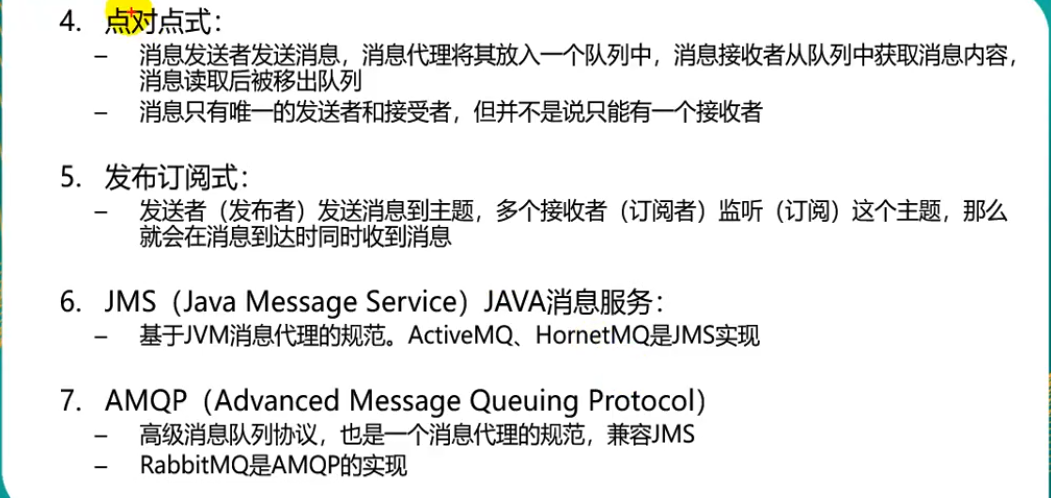 4. 点对点式：
– 消息发送者发送消息，消息代理将其放入一个队列中，消息接收者从队列中获取消息内容，
消息读取后被移出队列
– 消息只有唯一的发送者和接受者，但并不是说只能有一个接收者
5. 发布订阅式：
– 发送者（发布者）发送消息到主题，多个接收者（订阅者）监听（订阅）这个主题，那么
就会在消息到达时同时收到消息
6. JMS（Java Message Service）JAVA消息服务：
– 基于JVM消息代理的规范。ActiveMQ、HornetMQ是JMS实现
7. AMQP（Advanced Message Queuing Protocol）
– 高级消息队列协议，也是一个消息代理的规范，兼容JMS
– RabbitMQ是AMQP的实现